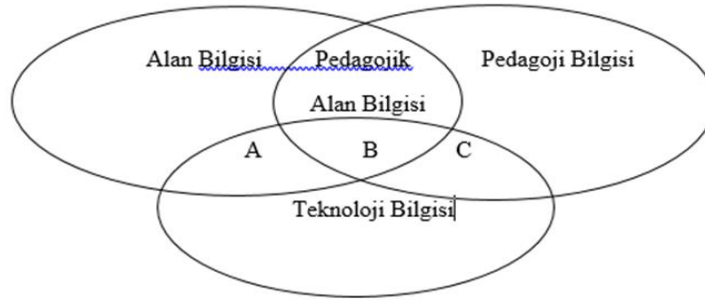 Alan Bilgisi Pedagojik Pedagoji Bilgisi
Alan Bilgisi
A B C
Teknoloji Bilgisi